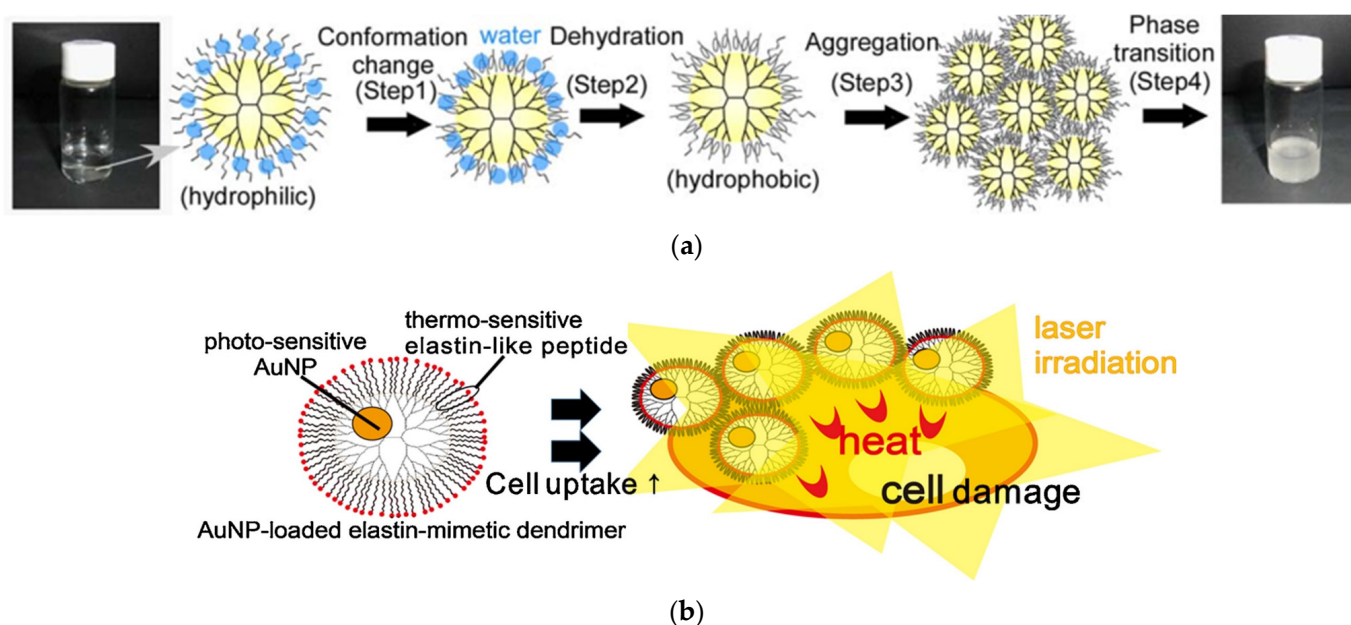 Conformation
change
(Step1)
water
Dehydration
(Step2)
Aggregation
(Step3)
Phase
transition
(Step4)
(hydrophilic)
(hydrophobic)
(a)
photo-sensitive
AuNP
thermo-sensitive
elastin-like peptide
laser
irradiation
heat
cell damage
Cell uptake ↑
AuNP-loaded elastin-mimetic dendrimer
(b)